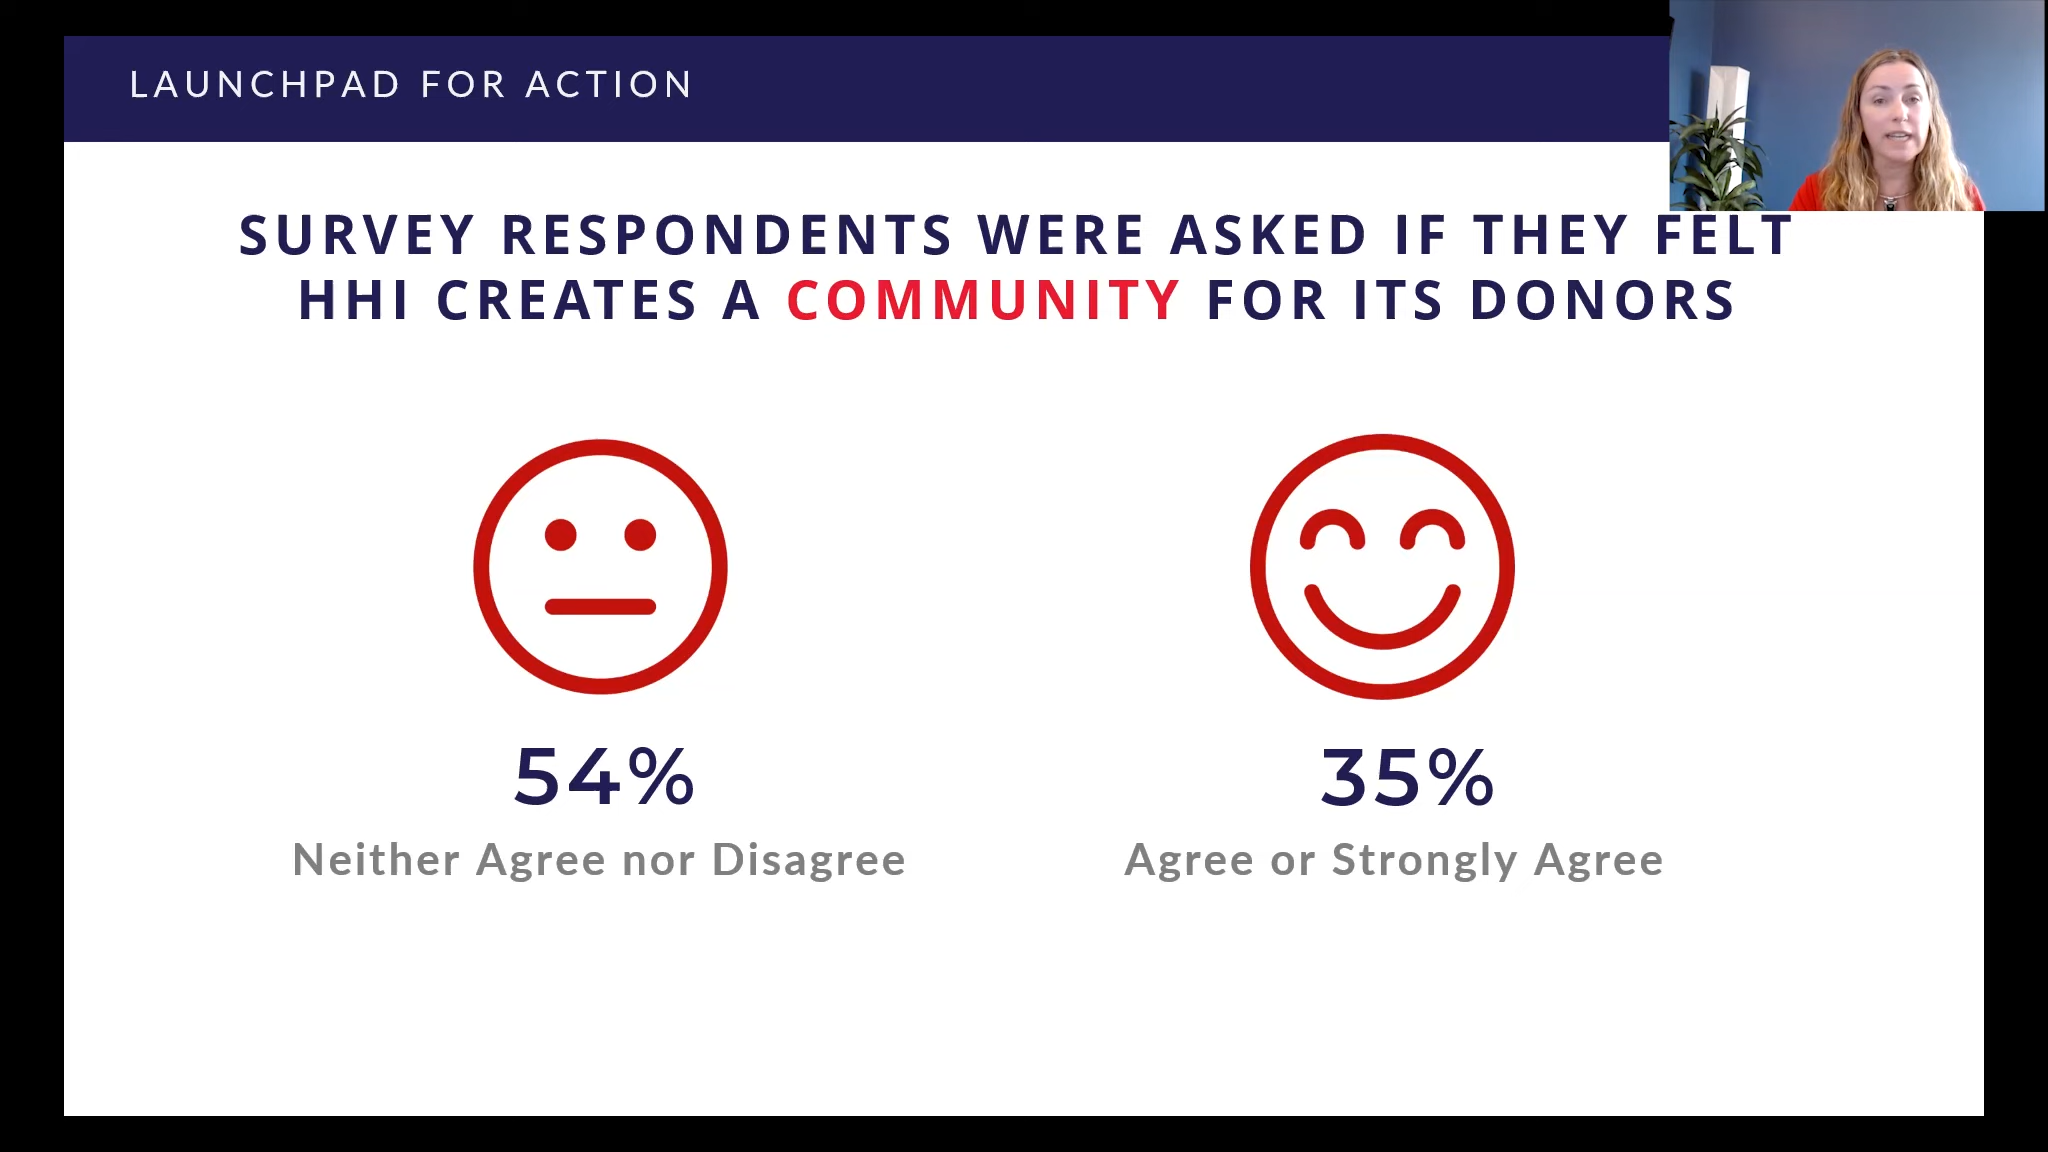 LAUNCHPAD FOR ACTION
SURVEY RESPONDENTS WERE ASKED IF THEY FELT
HHI CREATES A COMMUNITY FOR ITS DONORS
54%
Neither Agree nor Disagree
35%
Agree or Strongly Agree